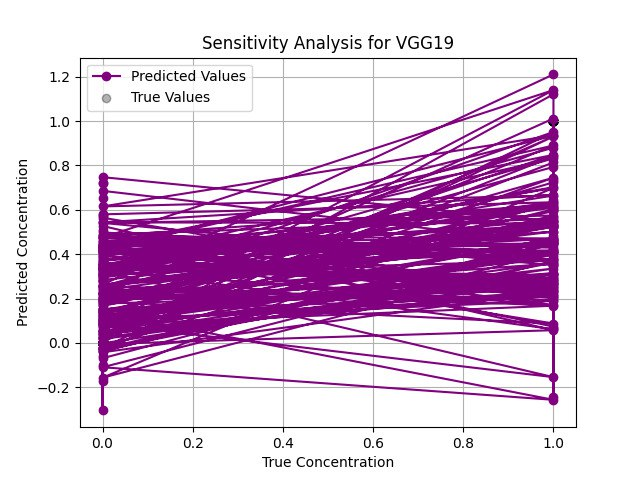 Sensitivity Analysis for VGG19
Predicted Values
True Values
Predicted Concentration
1.2
1.0
0.8
0.6
0.4
0.2
0.0
−0.2
0.0 0.2 0.4 0.6 0.8 1.0
True Concentration